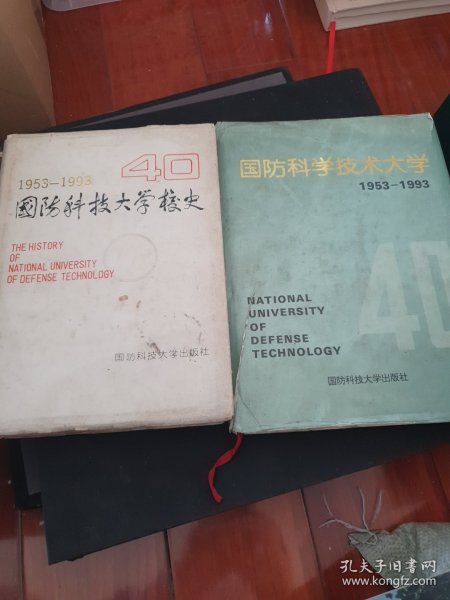 40
1953-1993
國防科技大学校史
THE HISTORY
OF
NATIONAL UNIVERSITY
OF DEFENSE TECHNOLOGY
国防科技大学出版社
国防科学技术大学
1953-1993
40
NATIONAL
UNIVERSITY
OF
DEFENSE
TECHNOLOGY
国防科技大学出版社
孔夫子旧书网
www.kongfz.com